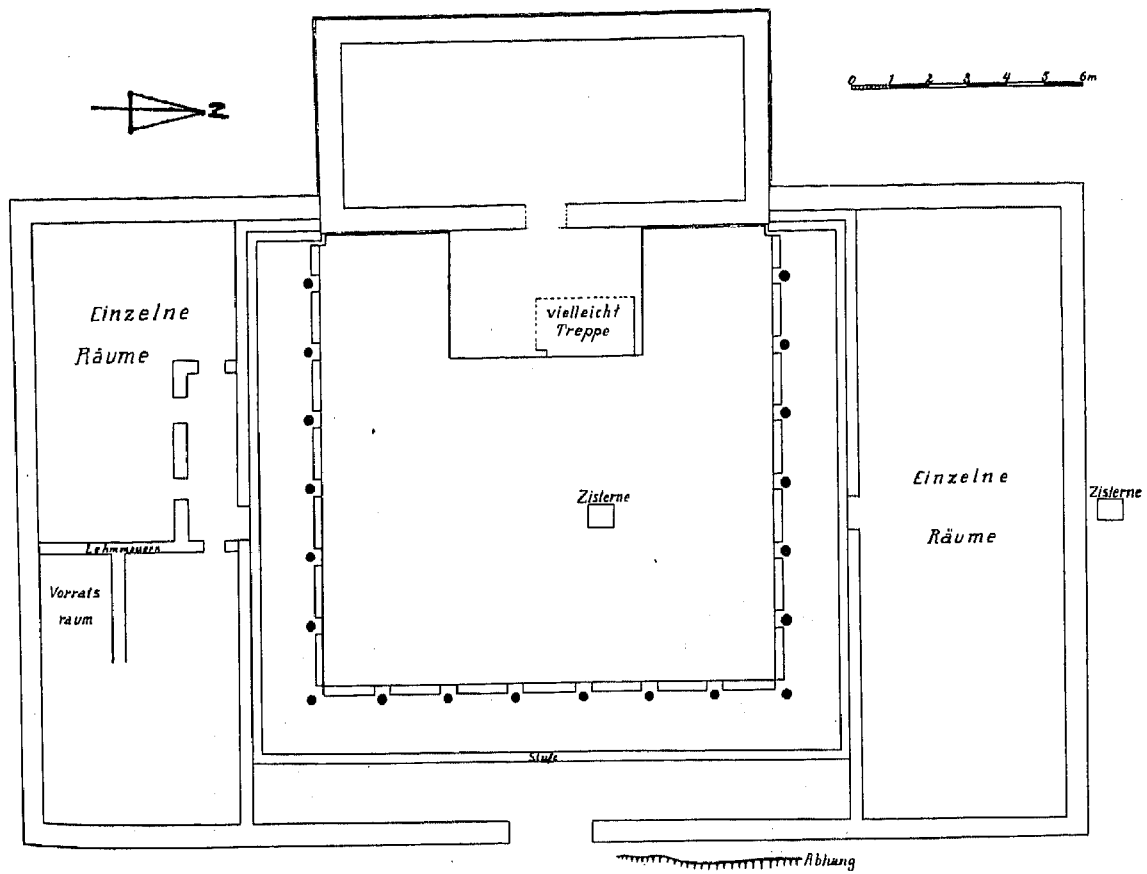 0 1 2 3 4 5 6m
N
Einzelne
Räume
vielleicht
Treppe
Zisterne
Einzelne
Räume
Zisterne
Lehmmauern
Vorrats
raum
Stufe
Abhang